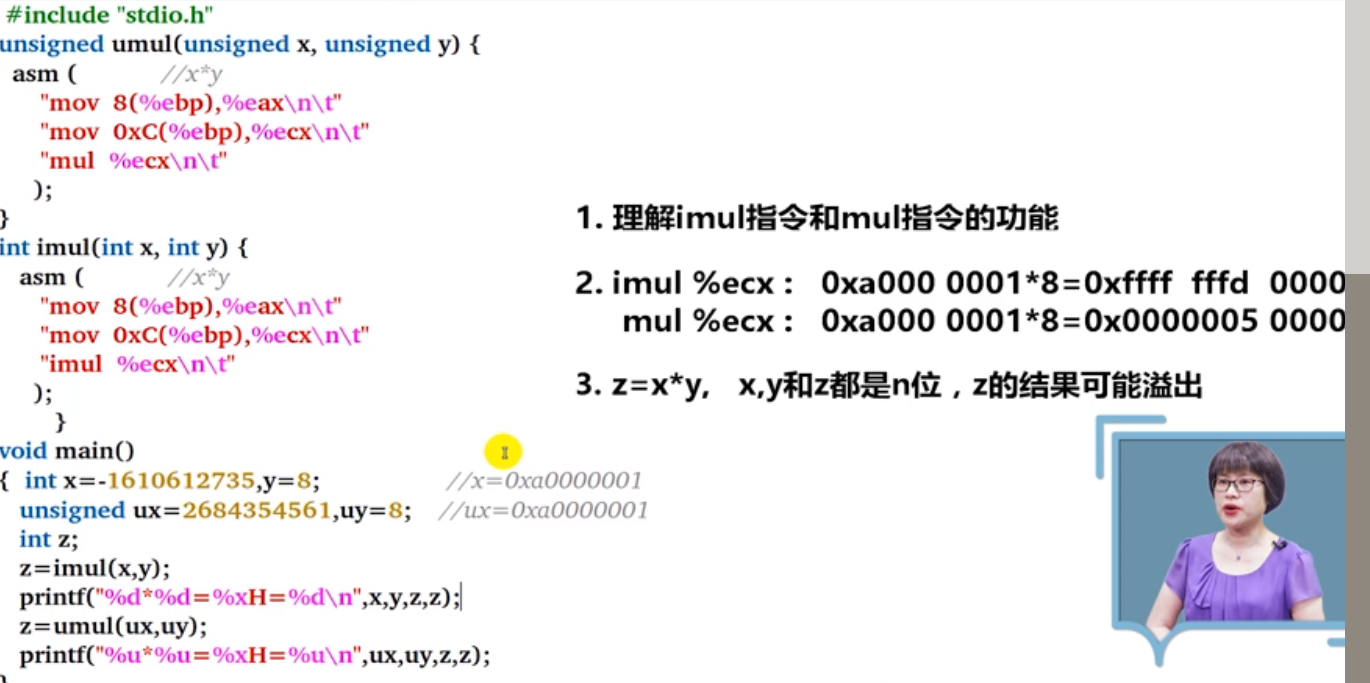 #include "stdio.h"
unsigned umul(unsigned x, unsigned y) {
asm ( //x*y
"mov 8(%ebp),%eax\n\t"
"mov 0xC(%ebp),%ecx\n\t"
"mul %ecx\n\t"
);
}
int imul(int x, int y) {
asm ( //x*y
"mov 8(%ebp),%eax\n\t"
"mov 0xC(%ebp),%ecx\n\t"
"imul %ecx\n\t"
);
}
void main()
{ int x=-1610612735,y=8; //x=0xa0000001
unsigned ux=2684354561,uy=8; //ux=0xa0000001
int z;
z=imul(x,y);
printf("%d*%d=%xH=%d\n",x,y,z,z);
z=umul(ux,uy);
printf("%u*%u=%xH=%u\n",ux,uy,z,z);
1. 理解imul指令和mul指令的功能
2. imul %ecx : 0xa000 0001*8=0xffff fffd 0000
mul %ecx : 0xa000 0001*8=0x0000005 0000
3. z=x*y, x,y和z都是n位，z的结果可能溢出